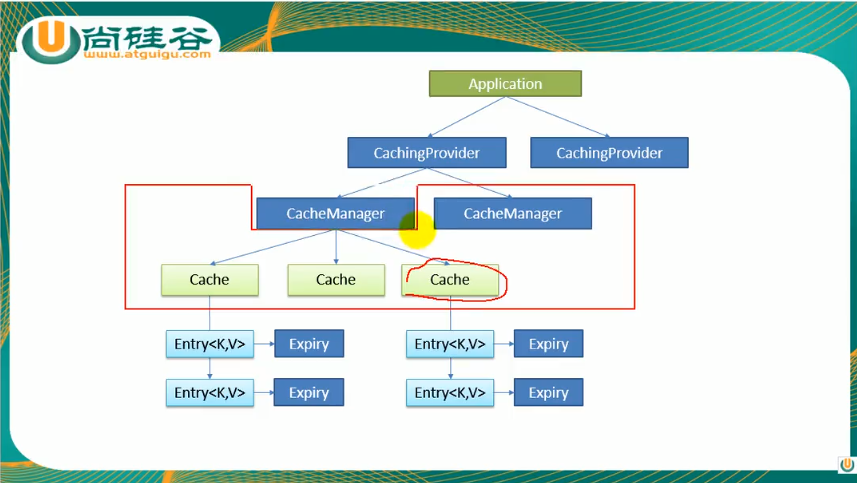 尚硅谷
www.atguigu.com
Application
CachingProvider CachingProvider
CacheManager CacheManager
Cache Cache Cache
Entry<K,V> Expiry Entry<K,V> Expiry
Entry<K,V> Expiry Entry<K,V> Expiry